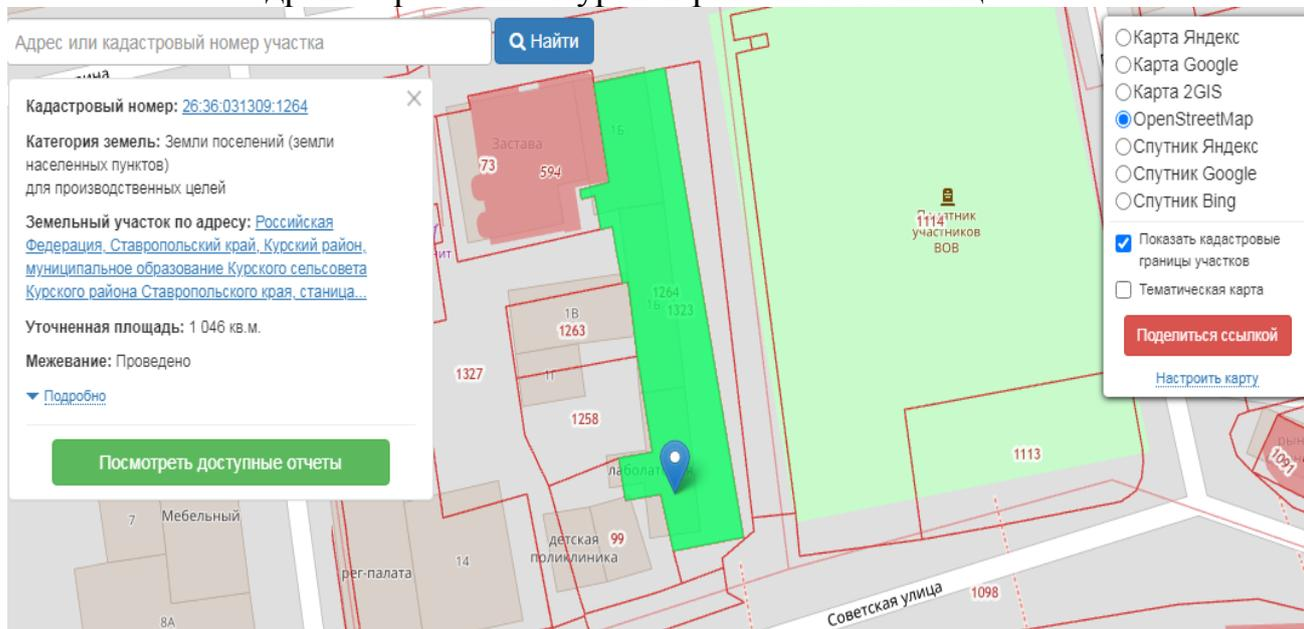 Адрес или кадастровый номер участка
Найти
Кадастровый номер: 26:36:031309:1264
Категория земель: Земли поселений (земли
населенных пунктов)
для производственных целей
Земельный участок по адресу: Российская
Федерация, Ставропольский край, Курский район,
муниципальное образование Курского сельсовета
Курского района Ставропольского края, станица...
Уточненная площадь: 1 046 кв.м.
Межевание: Проведено
Подробно
Посмотреть доступные отчеты
Карта Яндекс
Карта Google
Карта 2GIS
OpenStreetMap
Спутник Яндекс
Спутник Google
Спутник Bing
Показать кадастровые
границы участков
Тематическая карта
Поделиться ссылкой
Настроить карту
Застава
73
594
1Б
1114
участников
ВОВ
1264
1323
1В
1263
1Г
1327
1258
1113
1091
7
Мебельный
8А
рег-палата
14
детская
поликлиника
99
Советская улица
1098